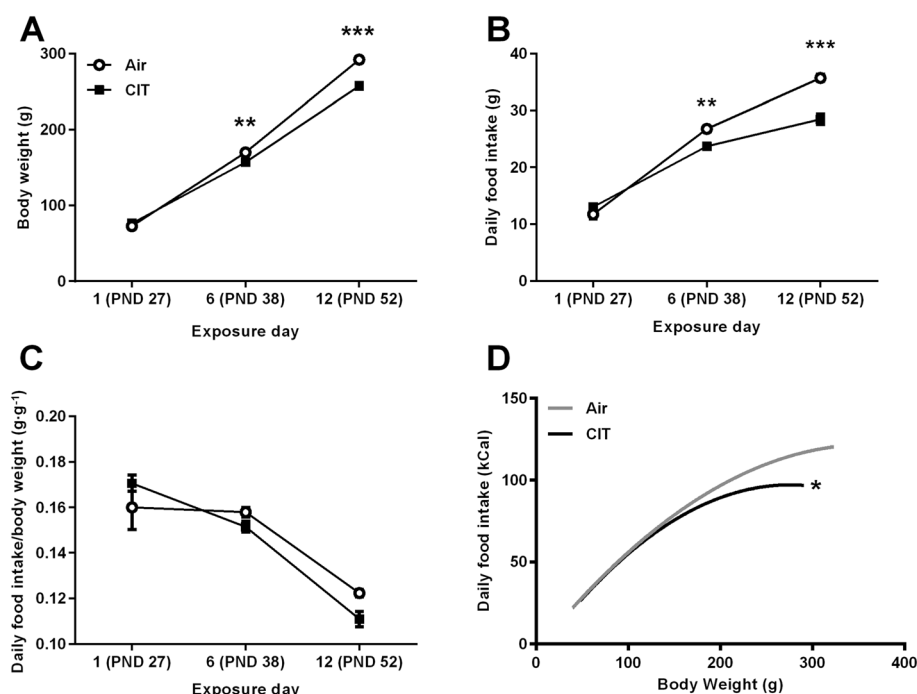 A
***
300
Air
CIT
200
**
Body weight (g)
100
0
1 (PND 27)
6 (PND 38)
12 (PND 52)
Exposure day
B
***
40
30
**
Daily food intake (g)
20
10
0
1 (PND 27)
6 (PND 38)
12 (PND 52)
Exposure day
C
0.20
0.18
0.16
0.14
0.12
0.10
Daily food intake/body weight (g·g⁻¹)
1 (PND 27)
6 (PND 38)
12 (PND 52)
Exposure day
D
150
Air
CIT
100
*
Daily food intake (kCal)
50
0
0
100
200
300
400
Body Weight (g)